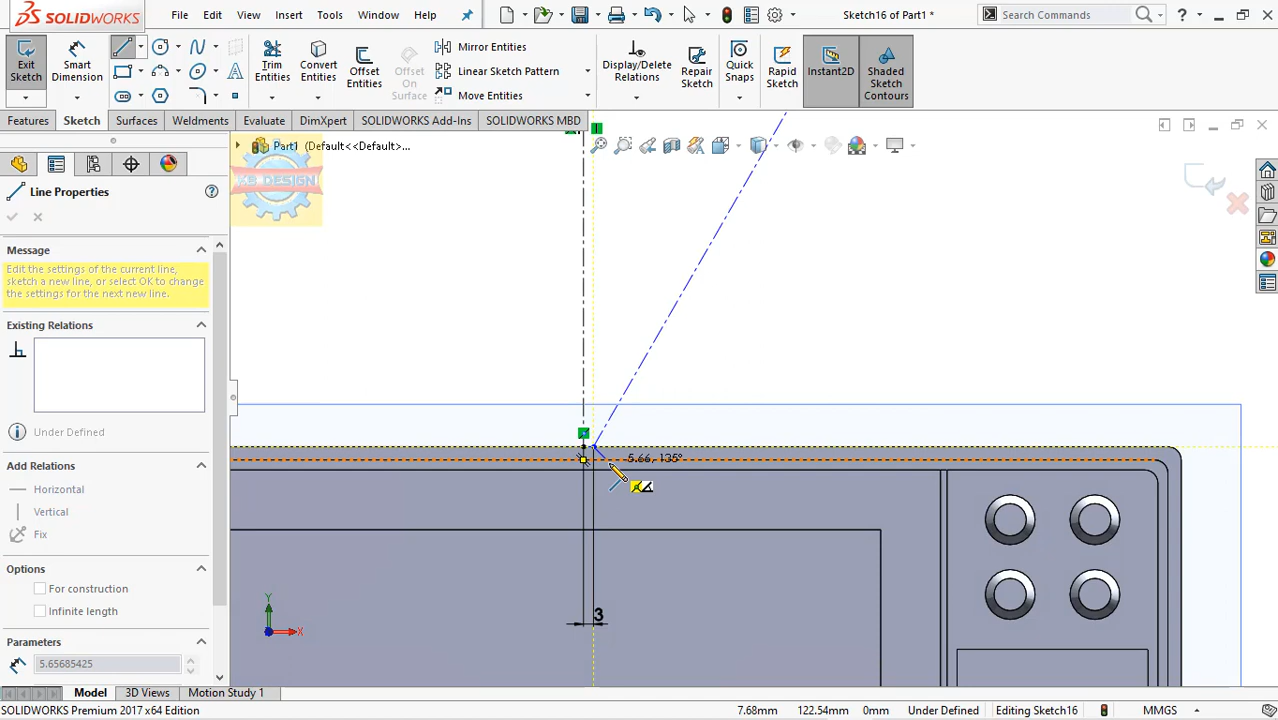 SOLIDWORKS
File
Edit
View
Insert
Tools
Window
Help
Sketch16 of Part1 *
Search Commands
Exit Sketch
Smart Dimension
Trim Entities
Convert Entities
Offset Entities
Offset On Surface
Mirror Entities
Linear Sketch Pattern
Move Entities
Display/Delete Relations
Repair Sketch
Quick Snaps
Rapid Sketch
Instant2D
Shaded Sketch Contours
Features
Sketch
Surfaces
Weldments
Evaluate
DimXpert
SOLIDWORKS Add-Ins
SOLIDWORKS MBD
Part1 (Default<<Default>...
KB DESIGN
Line Properties
Message
Edit the settings of the current line,
sketch a new line, or select OK to change
the settings for the next new line.
Existing Relations
Under Defined
Add Relations
Horizontal
Vertical
Fix
Options
For construction
Infinite length
Parameters
5.65685425
5.66, 135°
3
Y
X
Model
3D Views
Motion Study 1
SOLIDWORKS Premium 2017 x64 Edition
7.68mm
122.54mm
0mm
Under Defined
Editing Sketch16
MMGS